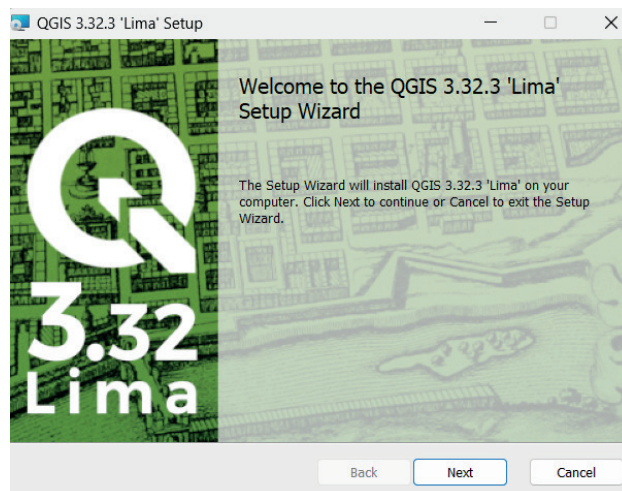 QGIS 3.32.3 'Lima' Setup
Welcome to the QGIS 3.32.3 'Lima'
Setup Wizard
The Setup Wizard will install QGIS 3.32.3 'Lima' on your
computer. Click Next to continue or Cancel to exit the Setup
Wizard.
3.32
Lima
Back
Next
Cancel